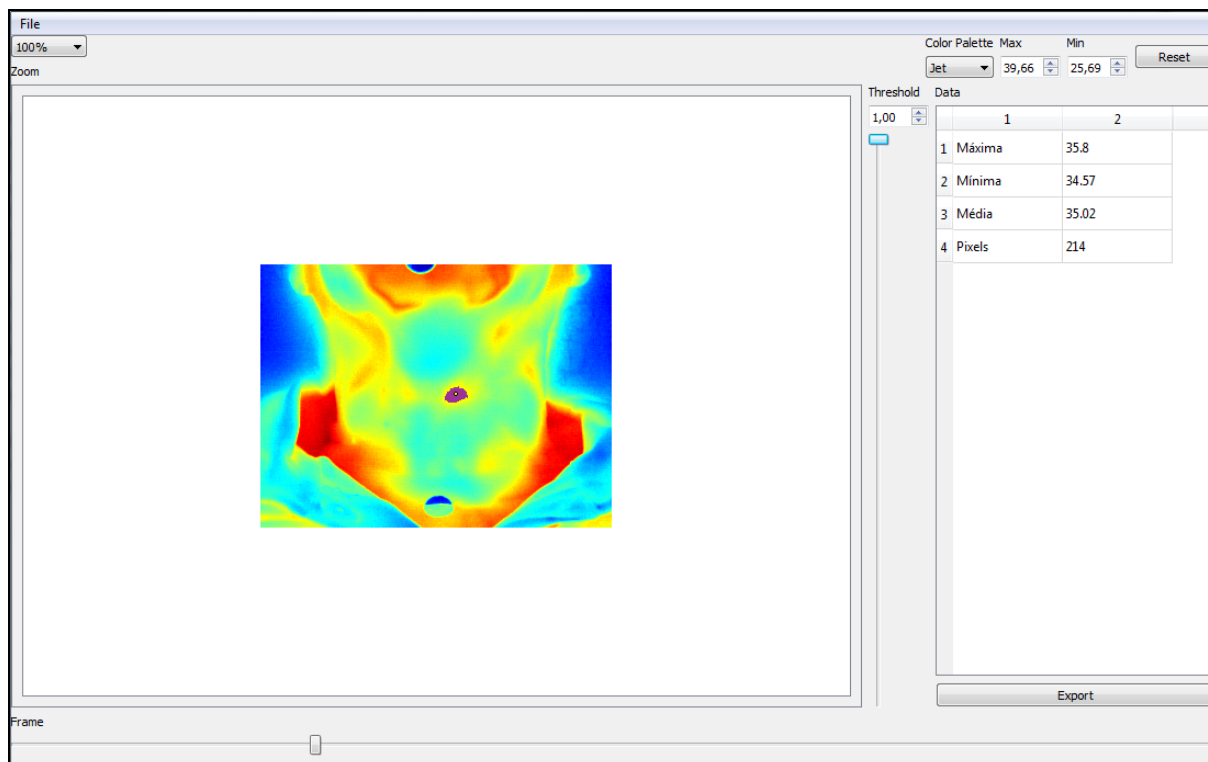 File
100%
Zoom
Color Palette Max Min
Jet 39,66 25,69 Reset
Threshold Data
1,00
1 2
1 Máxima 35.8
2 Mínima 34.57
3 Média 35.02
4 Pixels 214
Export
Frame